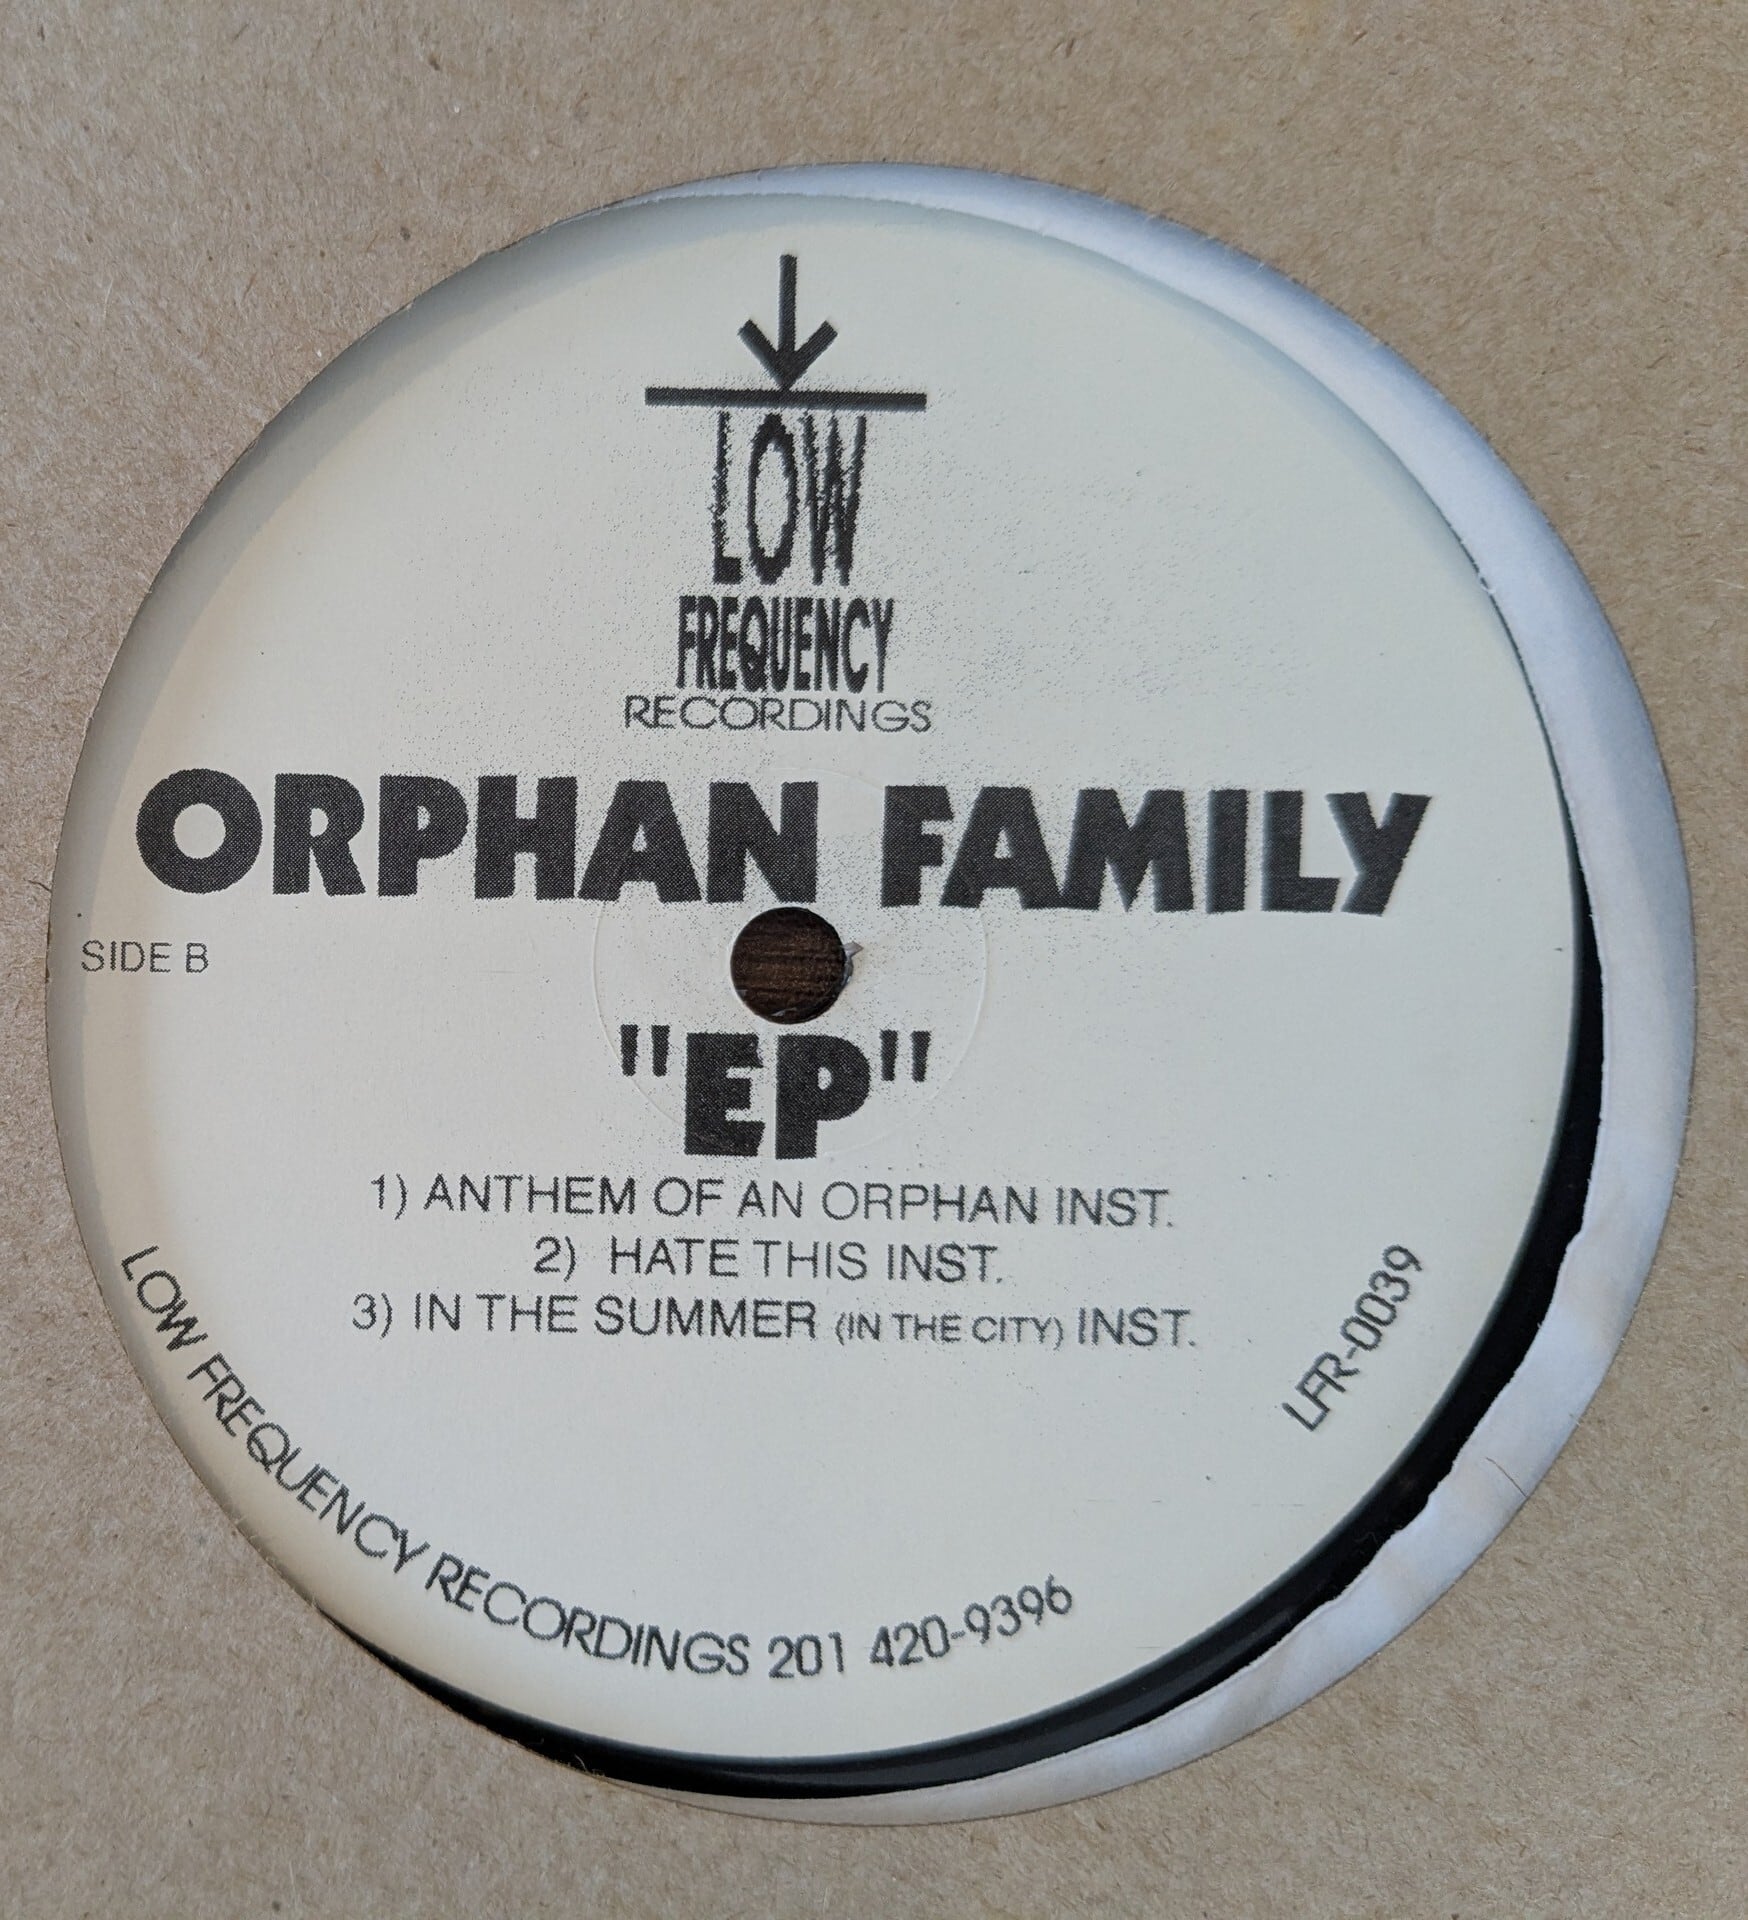 LOW
FREQUENCY
RECORDINGS
ORPHAN FAMILY
SIDE B
"EP"
1) ANTHEM OF AN ORPHAN INST.
2) HATE THIS INST.
3) IN THE SUMMER (IN THE CITY) INST.
LOW FREQUENCY RECORDINGS 201 420-9396
LFR-0039